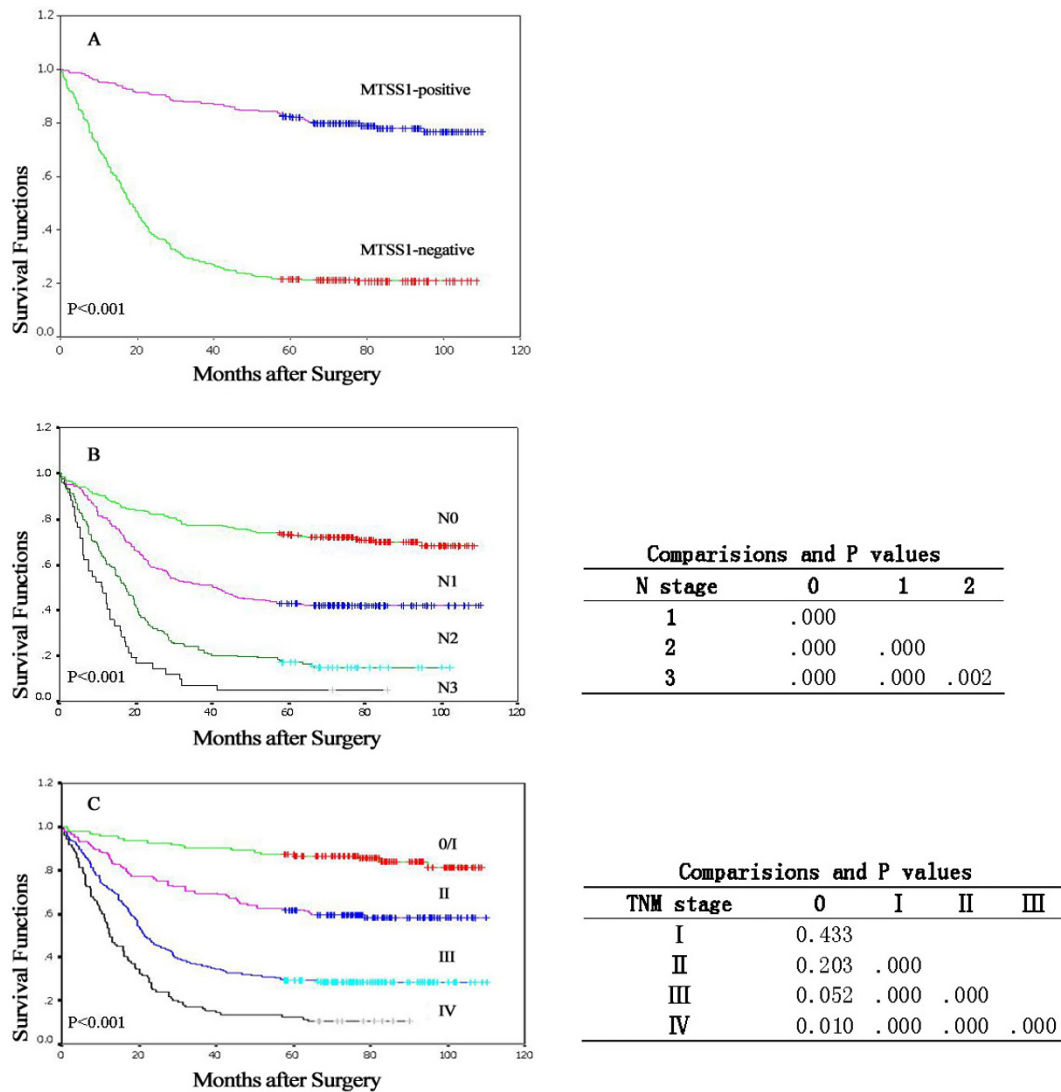 1.2
A
1.0
MTSS1-positive
.8
.6
.4
MTSS1-negative
.2
P<0.001
0.0
0 20 40 60 80 100 120
Survival Functions
Months after Surgery
1.2
B
1.0
N0
.8
.6
N1
.4
N2
.2
P<0.001
N3
0.0
0 20 40 60 80 100 120
Survival Functions
Months after Surgery
Comparisions and P values
N stage 0 1 2
1 .000
2 .000 .000
3 .000 .000 .002
1.2
C
1.0
0/I
.8
II
.6
.4
III
.2
IV
P<0.001
0.0
0 20 40 60 80 100 120
Survival Functions
Months after Surgery
Comparisions and P values
TNM stage 0 I II III
I 0.433
II 0.203 .000
III 0.052 .000 .000
IV 0.010 .000 .000 .000